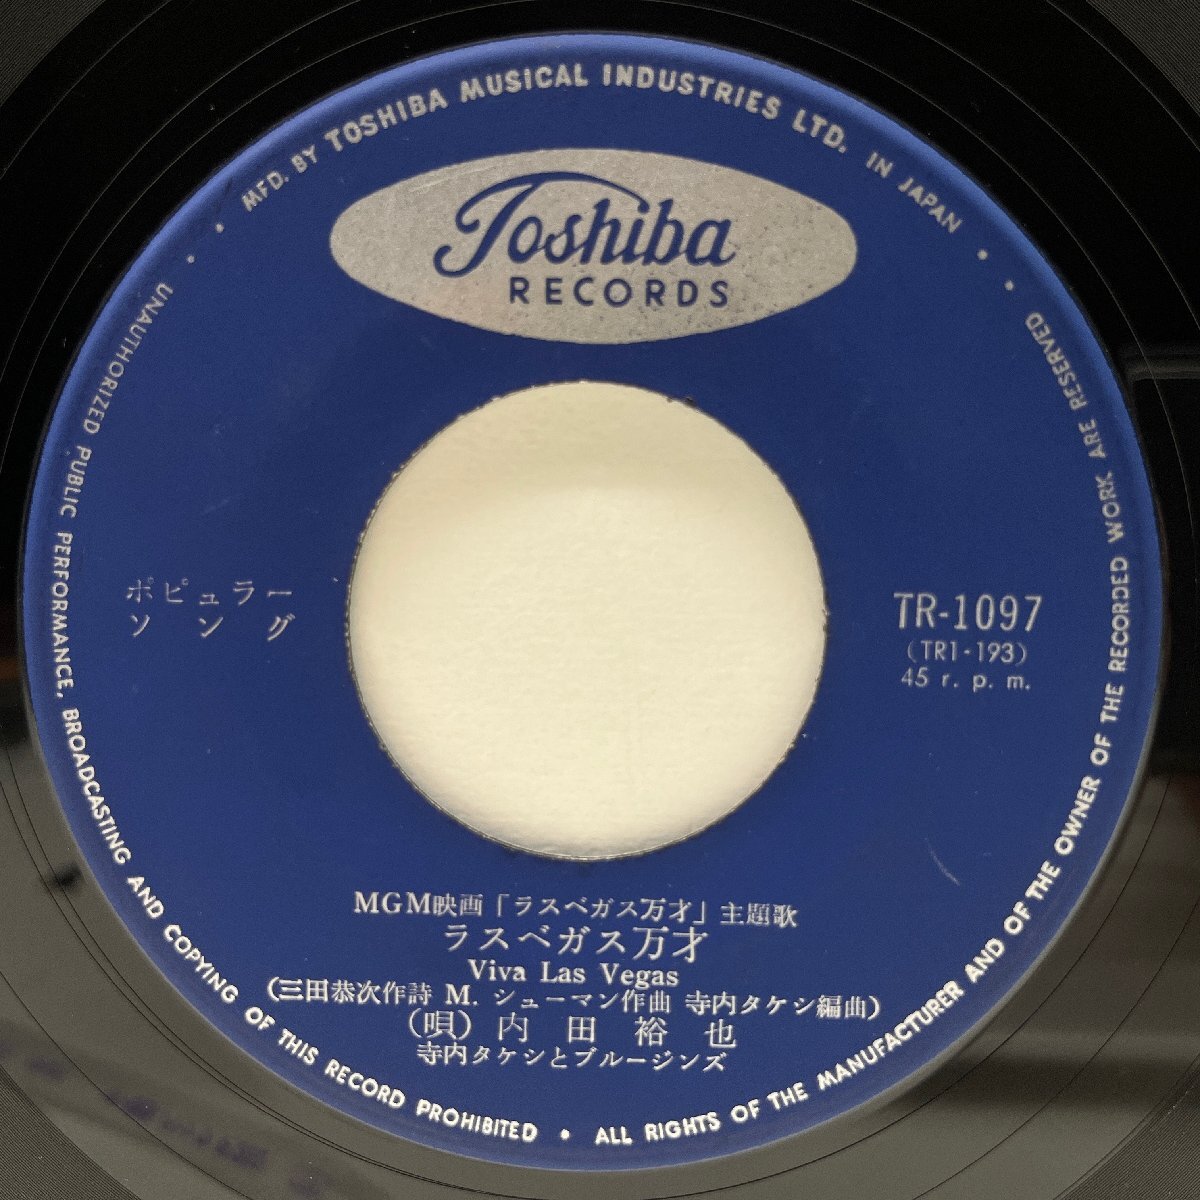 MFD. BY TOSHIBA MUSICAL INDUSTRIES LTD. IN JAPAN •
Toshiba
RECORDS
ポピュラー
ソング
TR-1097
(TR1-193)
45 r. p. m.
MGM映画「ラスベガス万才」主題歌
ラスベガス万才
Viva Las Vegas
(三田恭次作詩 M. シューマン作曲 寺内タケシ編曲)
(唄) 内田裕也
寺内タケシとブルージンズ
• UNAUTHORIZED PUBLIC PERFORMANCE, BROADCASTING AND COPYING OF THIS RECORD PROHIBITED • ALL RIGHTS OF THE MANUFACTURER AND OF THE OWNER OF THE RECORDED WORK ARE RESERVED •